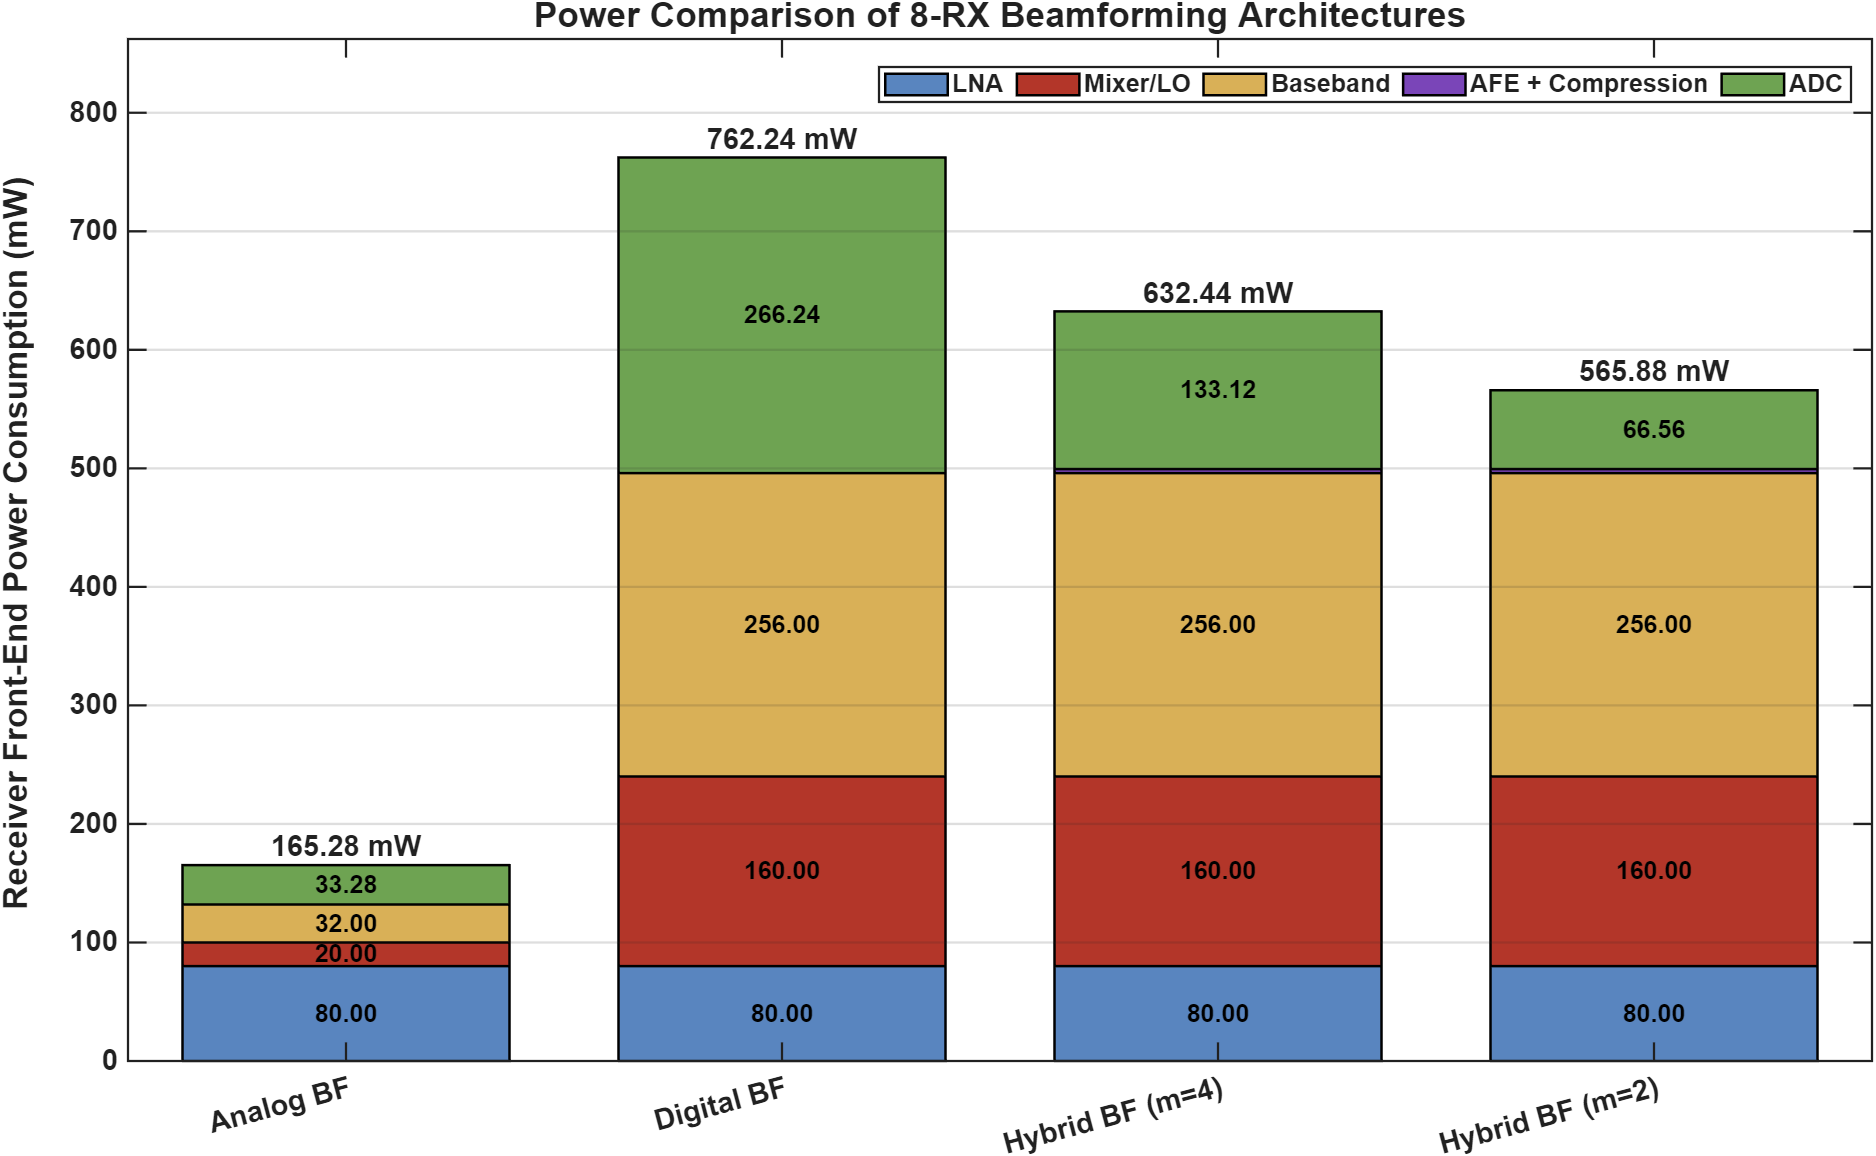 Power Comparison of 8-RX Beamforming Architectures
LNA Mixer/LO Baseband AFE + Compression ADC
Receiver Front-End Power Consumption (mW)
800
700
600
500
400
300
200
100
0
165.28 mW
33.28
32.00
20.00
80.00
762.24 mW
266.24
256.00
160.00
80.00
632.44 mW
133.12
256.00
160.00
80.00
565.88 mW
66.56
256.00
160.00
80.00
Analog BF
Digital BF
Hybrid BF (m=4)
Hybrid BF (m=2)